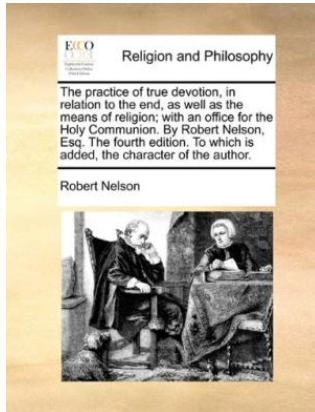 ECCO
Religion and Philosophy
The practice of true devotion, in
relation to the end, as well as the
means of religion; with an office for the
Holy Communion. By Robert Nelson,
Esq. The fourth edition. To which is
added, the character of the author.
Robert Nelson